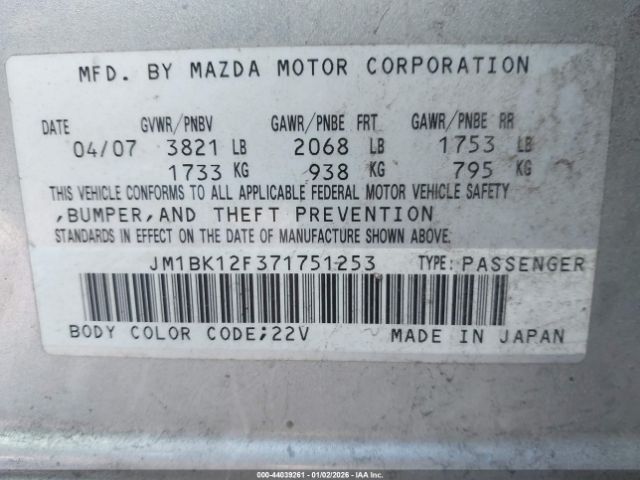 MFD. BY MAZDA MOTOR CORPORATION
DATE GVWR/PNBV GAWR/PNBE FRT GAWR/PNBE RR
04/07 3821 LB 2068 LB 1753 LB
1733 KG 938 KG 795 KG
THIS VEHICLE CONFORMS TO ALL APPLICABLE FEDERAL MOTOR VEHICLE SAFETY
,BUMPER,AND THEFT PREVENTION
STANDARDS IN EFFECT ON THE DATE OF MANUFACTURE SHOWN ABOVE.
JM1BK12F371751253 TYPE: PASSENGER
BODY COLOR CODE;22V MADE IN JAPAN
000-44039261 - 01/02/2026 - IAA Inc.